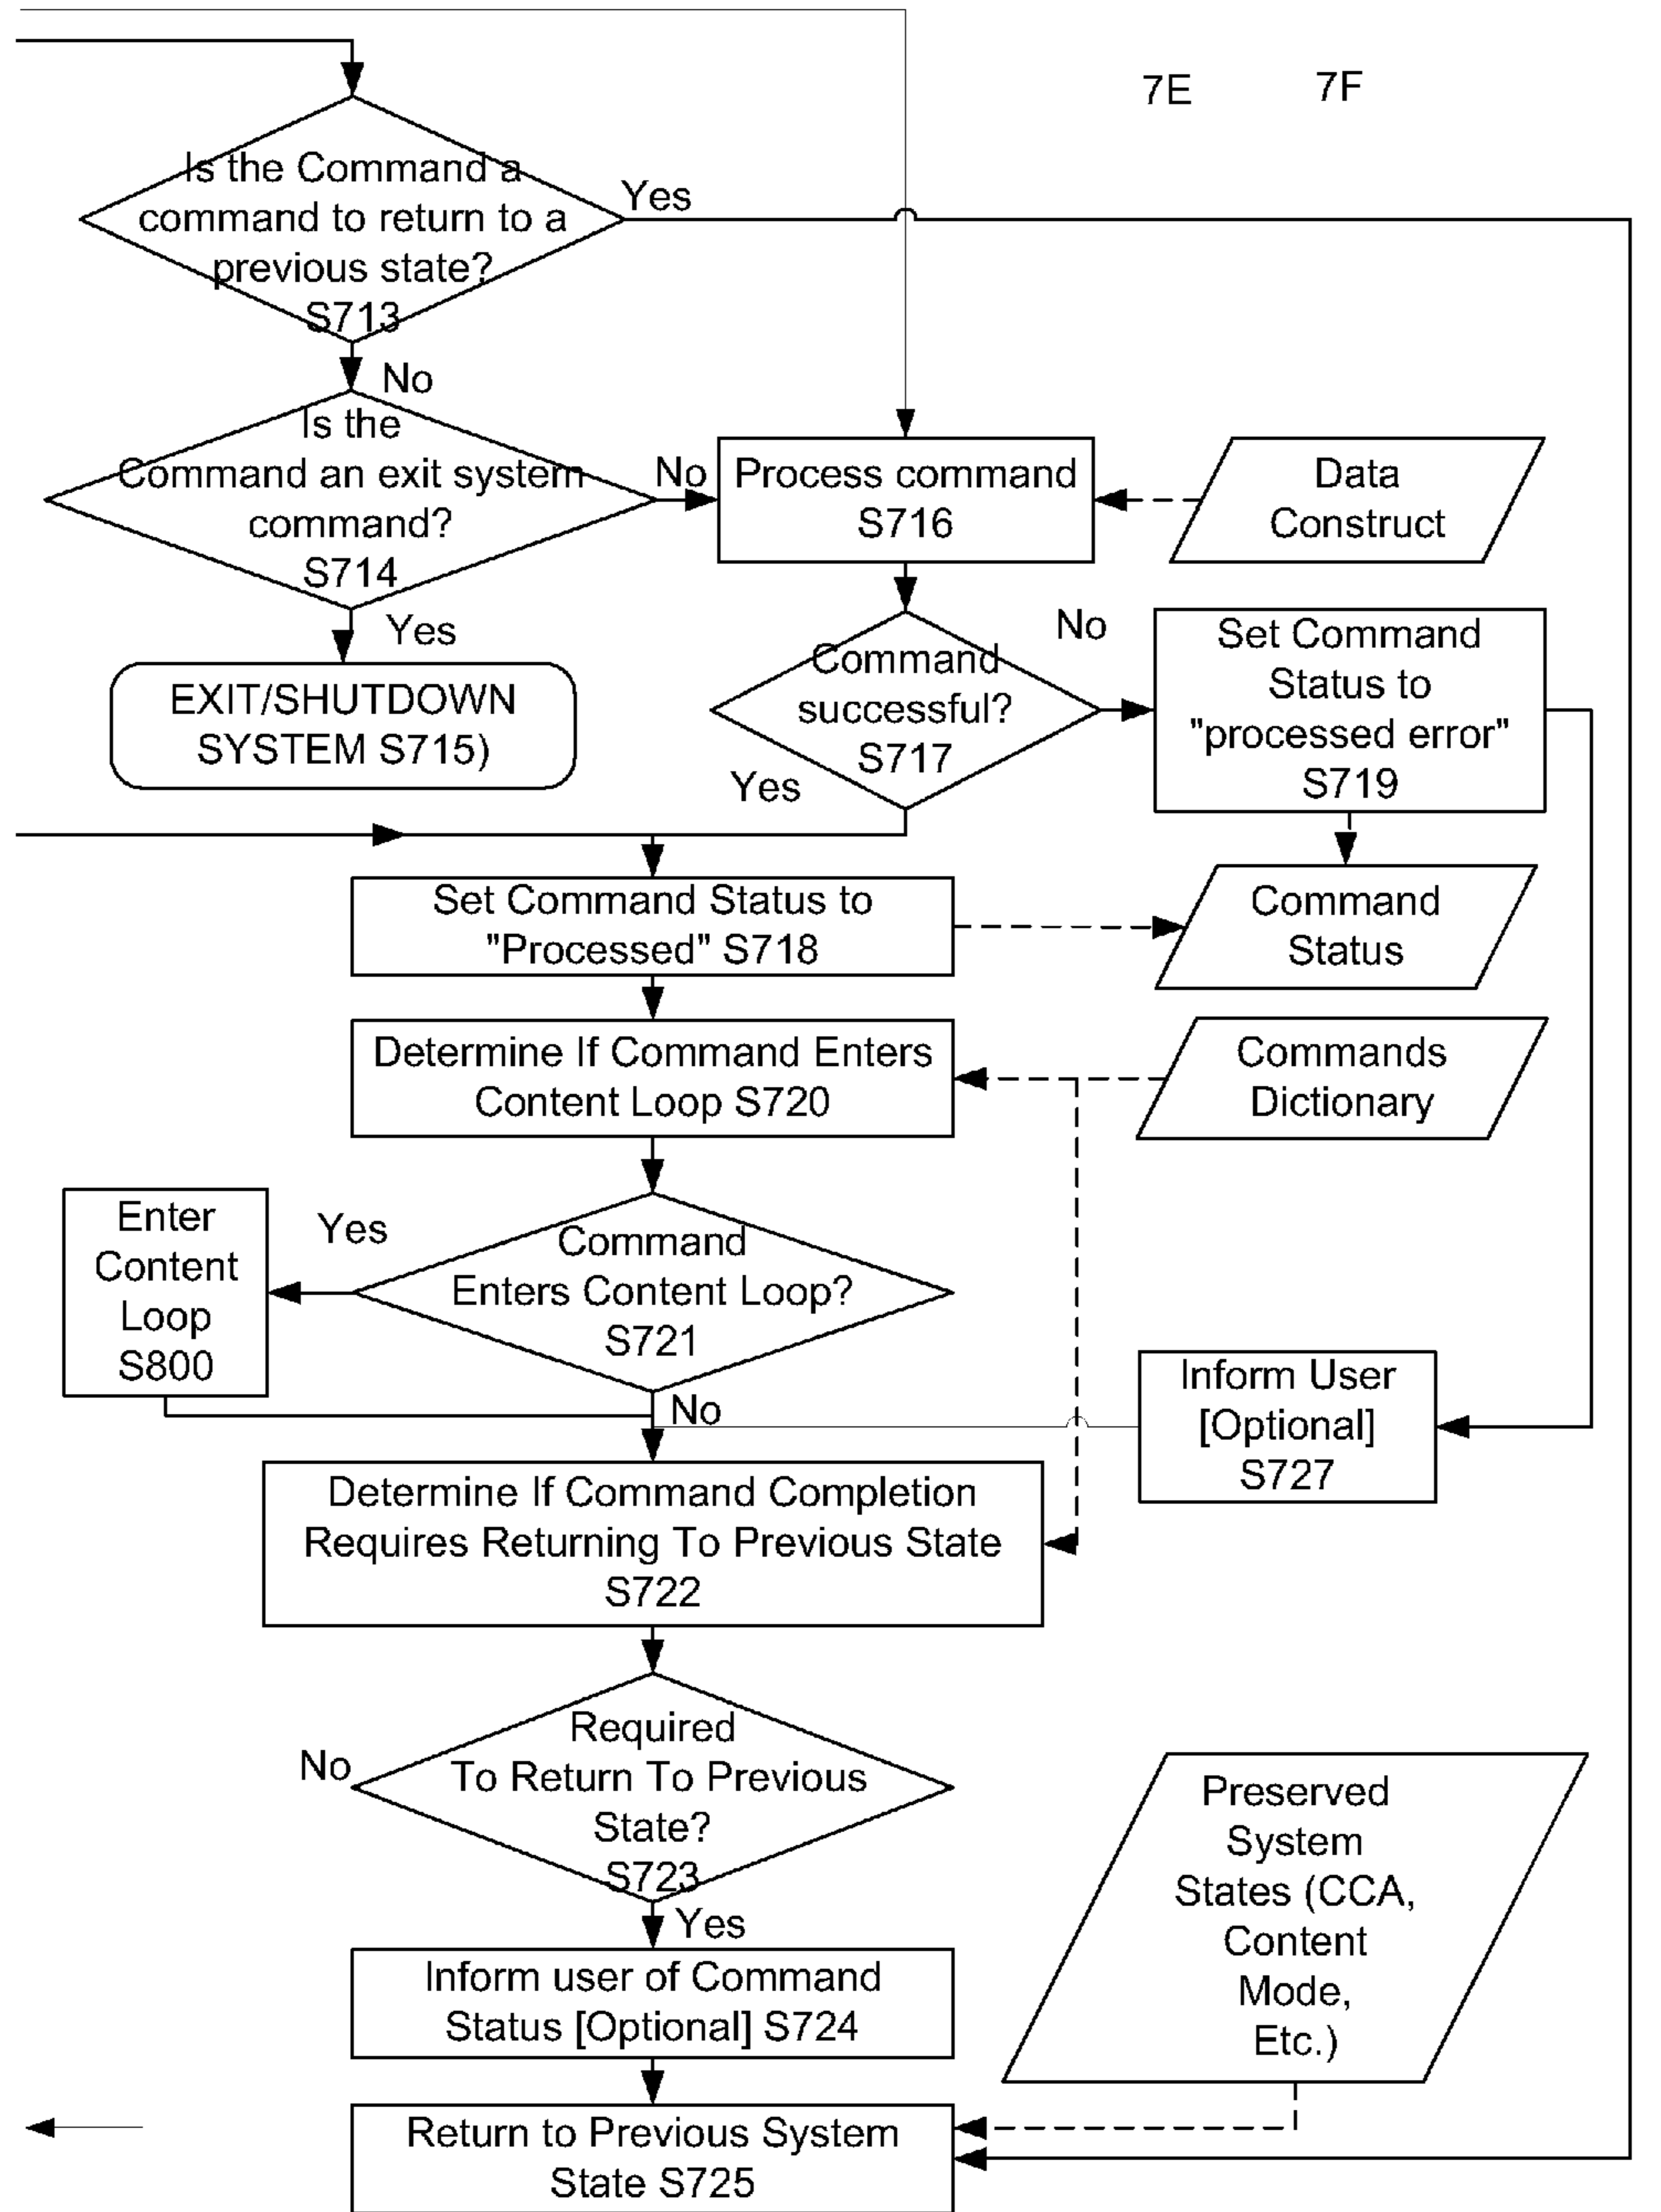 7E 7F
Is the Command a
command to return to a
previous state?
S713
Yes
No
Is the
Command an exit system
command?
S714
No
Process command
S716
Data
Construct
Yes
EXIT/SHUTDOWN
SYSTEM S715)
Command
successful?
S717
No
Yes
Set Command
Status to
"processed error"
S719
Set Command Status to
"Processed" S718
Command
Status
Determine If Command Enters
Content Loop S720
Commands
Dictionary
Enter
Content
Loop
S800
Yes
Command
Enters Content Loop?
S721
No
Inform User
[Optional]
S727
Determine If Command Completion
Requires Returning To Previous State
S722
No
Required
To Return To Previous
State?
S723
Yes
Preserved
System
States (CCA,
Content
Mode,
Etc.)
Inform user of Command
Status [Optional] S724
Return to Previous System
State S725